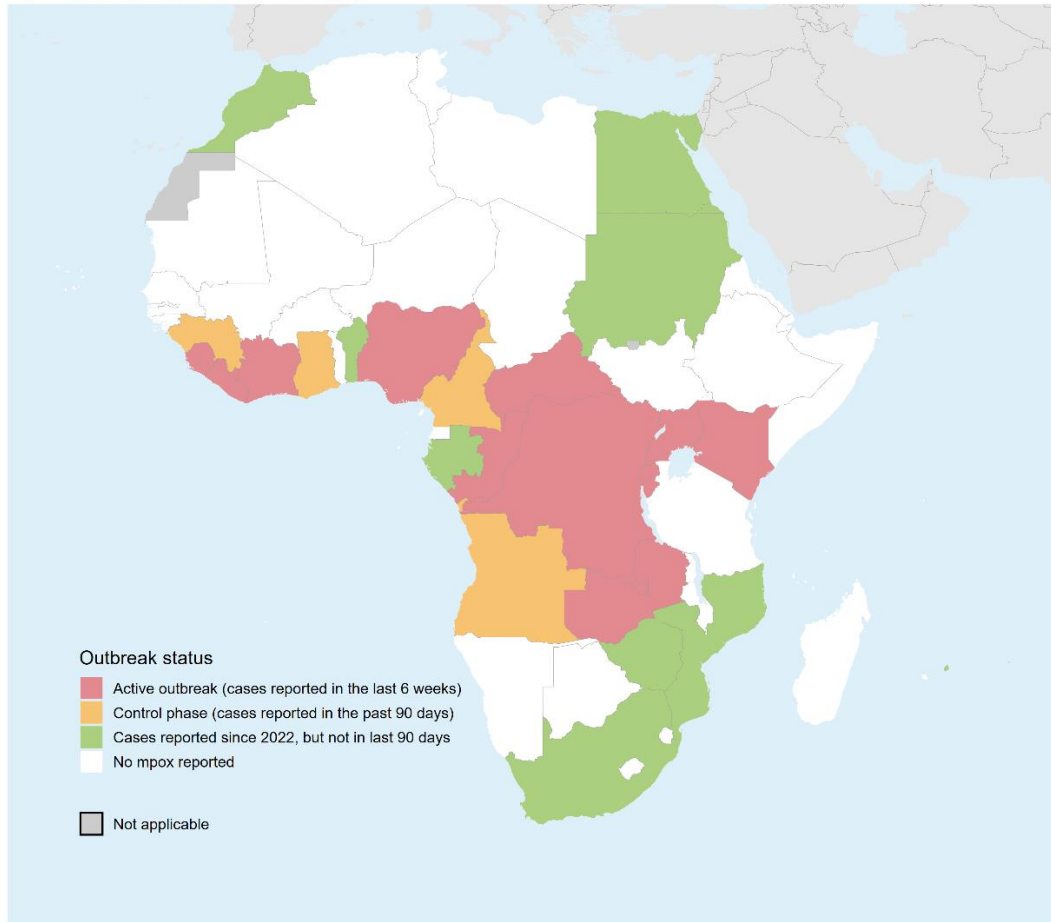 Outbreak status
Active outbreak (cases reported in the last 6 weeks)
Control phase (cases reported in the past 90 days)
Cases reported since 2022, but not in last 90 days
No mpox reported
Not applicable